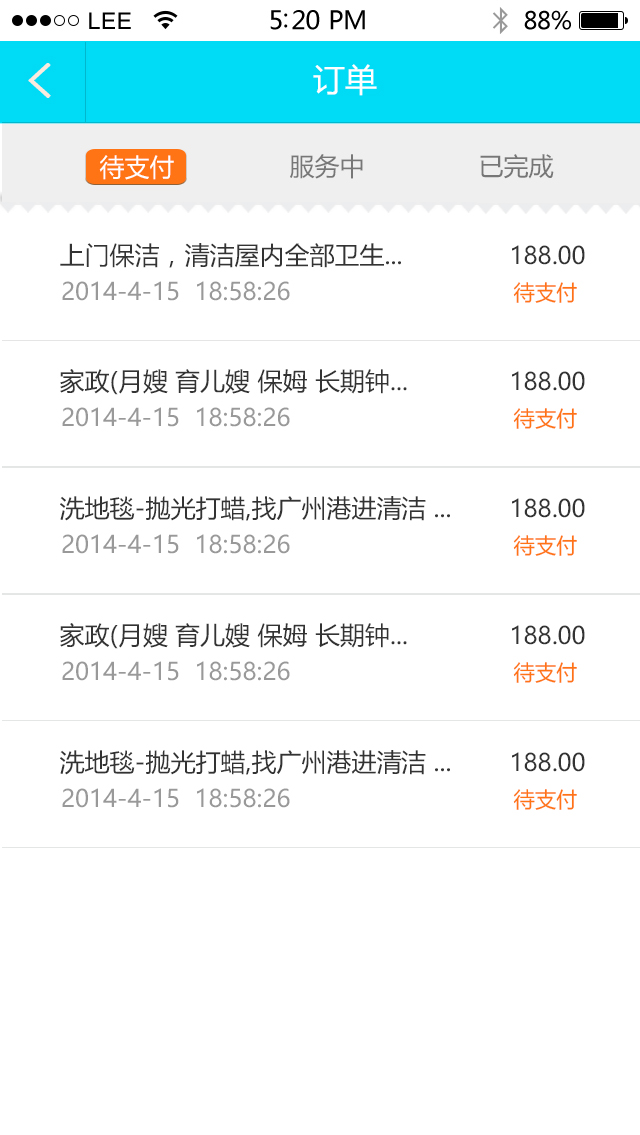 LEE 5:20 PM 88%
订单
待支付 服务中 已完成
上门保洁，清洁屋内全部卫生... 188.00
2014-4-15 18:58:26 待支付
家政(月嫂 育儿嫂 保姆 长期钟... 188.00
2014-4-15 18:58:26 待支付
洗地毯-抛光打蜡,找广州港进清洁 ... 188.00
2014-4-15 18:58:26 待支付
家政(月嫂 育儿嫂 保姆 长期钟... 188.00
2014-4-15 18:58:26 待支付
洗地毯-抛光打蜡,找广州港进清洁 ... 188.00
2014-4-15 18:58:26 待支付